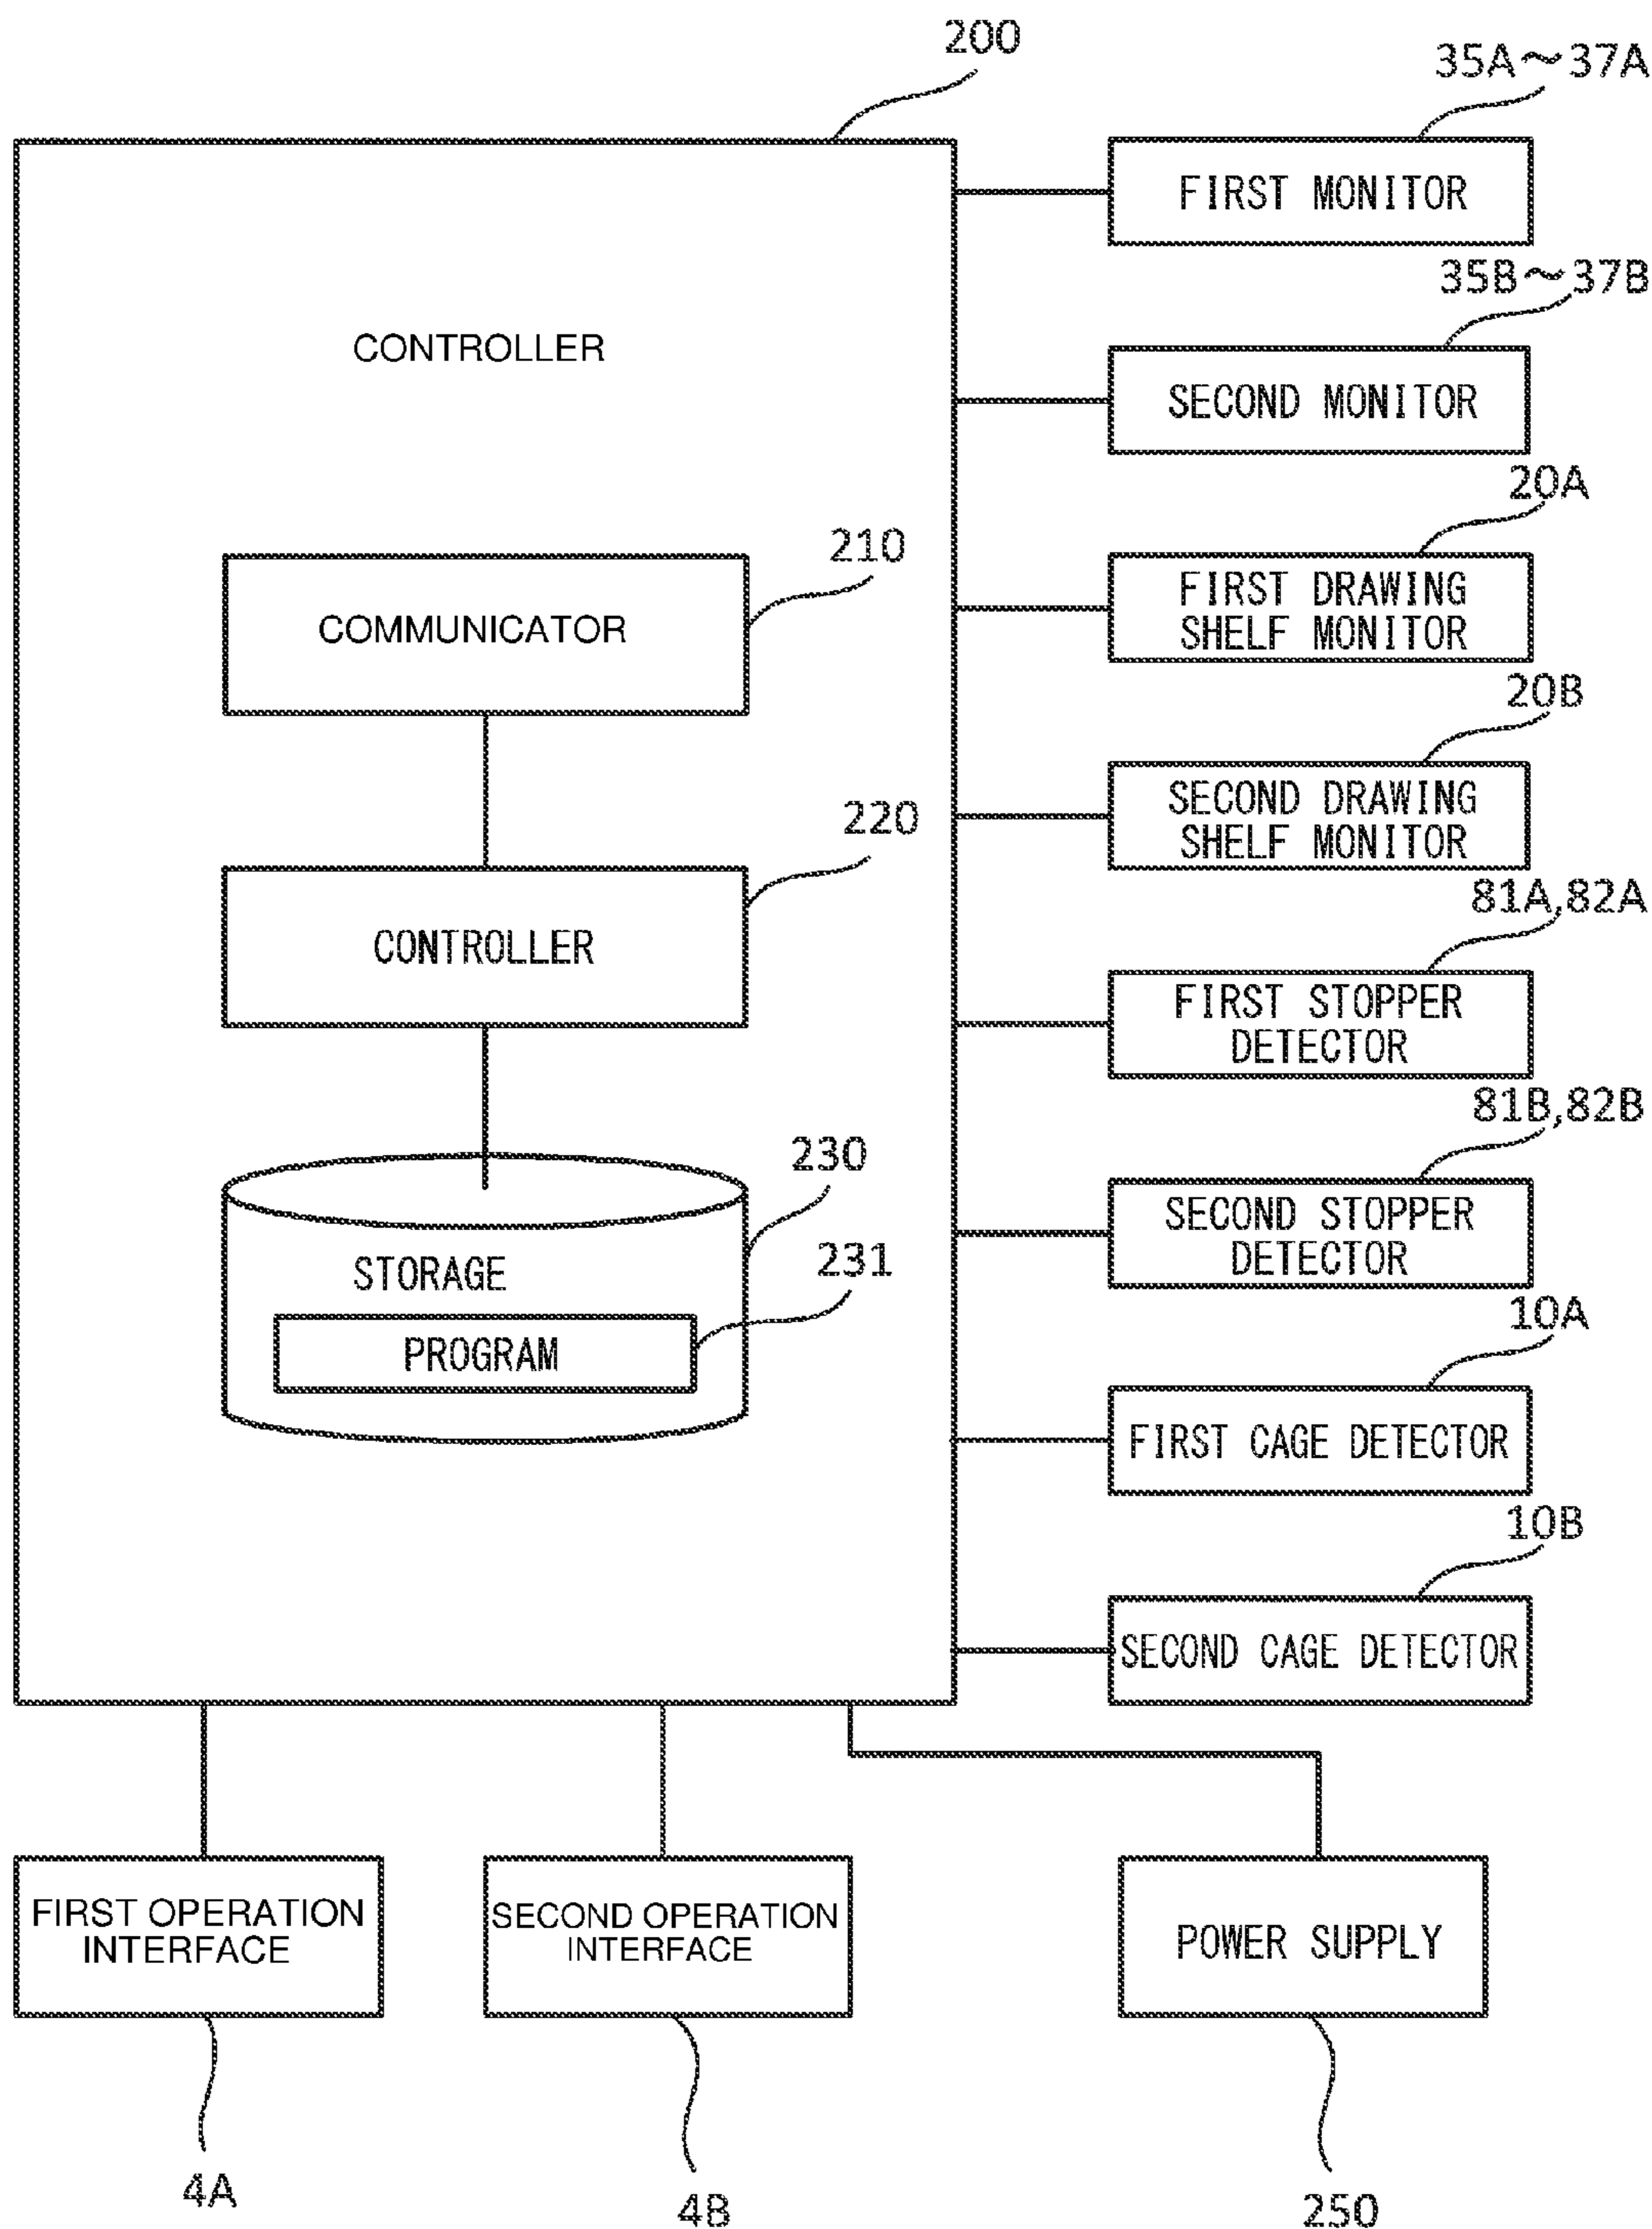 200
35A~37A
FIRST MONITOR
35B~37B
CONTROLLER
SECOND MONITOR
20A
210
FIRST DRAWING
SHELF MONITOR
COMMUNICATOR
20B
220
SECOND DRAWING
SHELF MONITOR
81A,82A
CONTROLLER
FIRST STOPPER
DETECTOR
81B,82B
230
SECOND STOPPER
DETECTOR
STORAGE
231
10A
PROGRAM
FIRST CAGE DETECTOR
10B
SECOND CAGE DETECTOR
FIRST OPERATION
INTERFACE
SECOND OPERATION
INTERFACE
POWER SUPPLY
4A
4B
250